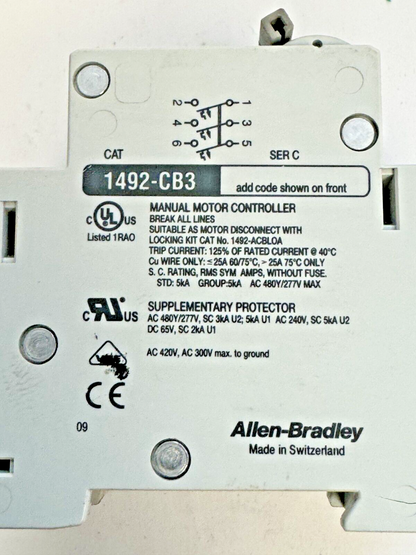 2 1
4 3
6 5
CAT SER C
1492-CB3 add code shown on front
MANUAL MOTOR CONTROLLER
BREAK ALL LINES
SUITABLE AS MOTOR DISCONNECT WITH
LOCKING KIT CAT No. 1492-ACBLOA
TRIP CURRENT: 125% OF RATED CURRENT @ 40°C
Cu WIRE ONLY: ≤ 25A 60/75°C, > 25A 75°C ONLY
S. C. RATING, RMS SYM AMPS, WITHOUT FUSE.
STD: 5kA GROUP:5kA AC 480Y/277V MAX
C UL US
Listed 1RAO
SUPPLEMENTARY PROTECTOR
AC 480Y/277V, SC 3kA U2; 5kA U1 AC 240V, SC 5kA U2
DC 65V, SC 2kA U1
C US
AC 420V, AC 300V max. to ground
CE
09
Allen-Bradley
Made in Switzerland